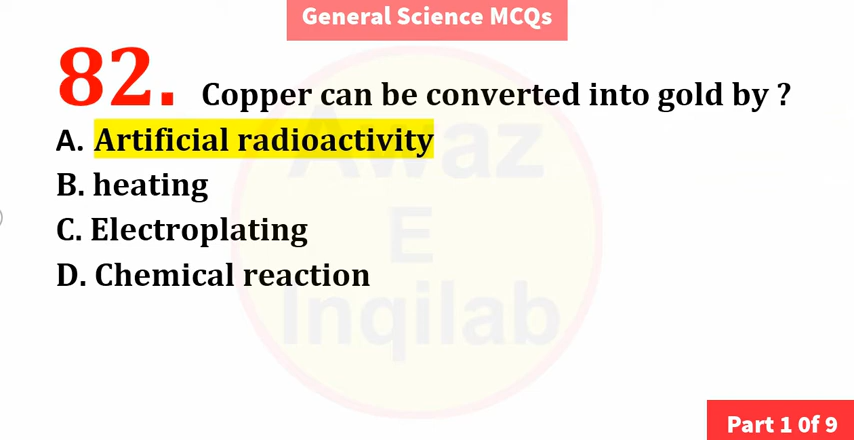 General Science MCQs
82. Copper can be converted into gold by ?
A. Artificial radioactivity
B. heating
C. Electroplating
D. Chemical reaction
Awaz
E
Inqilab
Part 1 0f 9